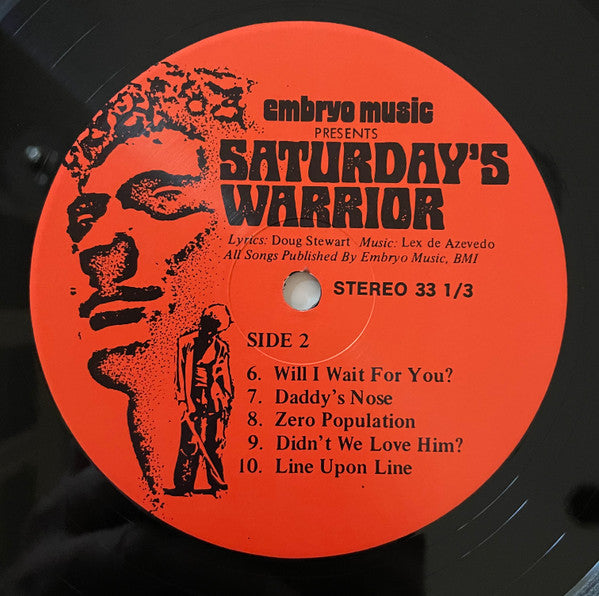 embryo music
PRESENTS
SATURDAY'S
WARRIOR
Lyrics: Doug Stewart Music: Lex de Azevedo
All Songs Published By Embryo Music, BMI
STEREO 33 1/3
SIDE 2
6. Will I Wait For You?
7. Daddy's Nose
8. Zero Population
9. Didn't We Love Him?
10. Line Upon Line